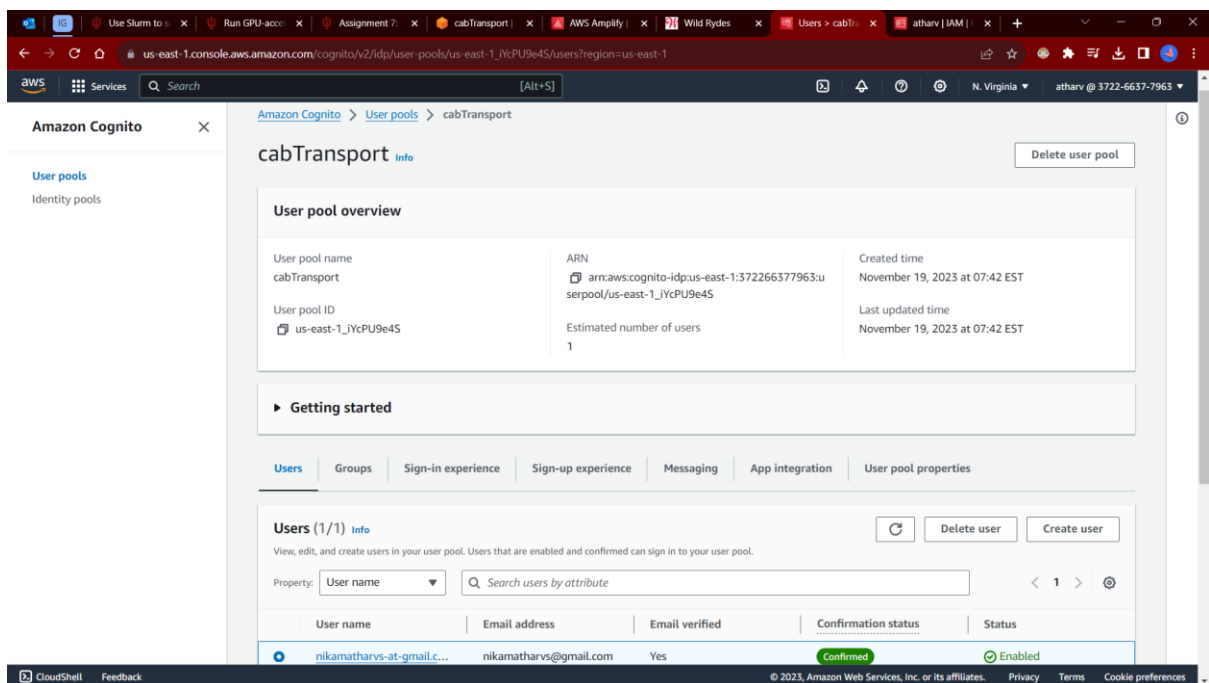 IG
Use Slurm to s
Run GPU-accel
Assignment 7:
cabTransport |
AWS Amplify |
Wild Rydes
Users > cabTra
atharv | IAM | 
us-east-1.console.aws.amazon.com/cognito/v2/idp/user-pools/us-east-1_iYcPU9e4S/users?region=us-east-1
aws Services Search [Alt+S] N. Virginia ▼ atharv @ 3722-6637-7963 ▼
Amazon Cognito
User pools
Identity pools
Amazon Cognito > User pools > cabTransport
cabTransport Info
Delete user pool
User pool overview
User pool name
cabTransport
User pool ID
us-east-1_iYcPU9e4S
ARN
arn:aws:cognito-idp:us-east-1:372266377963:u
serpool/us-east-1_iYcPU9e4S
Estimated number of users
1
Created time
November 19, 2023 at 07:42 EST
Last updated time
November 19, 2023 at 07:42 EST
Getting started
Users Groups Sign-in experience Sign-up experience Messaging App integration User pool properties
Users (1/1) Info
Delete user
Create user
View, edit, and create users in your user pool. Users that are enabled and confirmed can sign in to your user pool.
Property: User name Search users by attribute < 1 >
User name Email address Email verified Confirmation status Status
nikamatharvs-at-gmail.c... nikamatharvs@gmail.com Yes Confirmed Enabled
CloudShell Feedback © 2023, Amazon Web Services, Inc. or its affiliates. Privacy Terms Cookie preferences